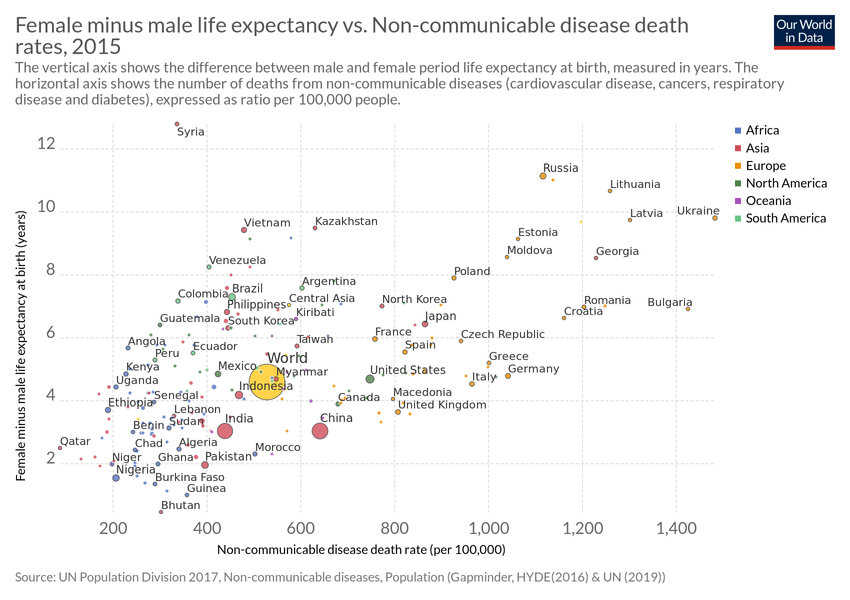 Female minus male life expectancy vs. Non-communicable disease death
rates, 2015
Our World
in Data
The vertical axis shows the difference between male and female period life expectancy at birth, measured in years. The
horizontal axis shows the number of deaths from non-communicable diseases (cardiovascular disease, cancers, respiratory
disease and diabetes), expressed as ratio per 100,000 people.
Female minus male life expectancy at birth (years)
12
10
8
6
4
2
Syria
Russia
Lithuania
Latvia
Ukraine
Vietnam
Kazakhstan
Estonia
Moldova
Georgia
Venezuela
Poland
Argentina
Colombia
Brazil
Central Asia
North Korea
Romania
Bulgaria
Philippines
Kiribati
Croatia
Guatemala
South Korea
Japan
Angola
Ecuador
Taiwan
France
Spain
Czech Republic
Peru
World
Greece
Kenya
Mexico
Myanmar
United States
Italy
Germany
Uganda
Indonesia
Ethiopia
Senegal
Canada
Macedonia
Lebanon
United Kingdom
Benin
Sudan
India
China
Qatar
Chad
Algeria
Morocco
Niger
Ghana
Pakistan
Nigeria
Burkina Faso
Guinea
Bhutan
200
400
600
800
1,000
1,200
1,400
Non-communicable disease death rate (per 100,000)
Africa
Asia
Europe
North America
Oceania
South America
Source: UN Population Division 2017, Non-communicable diseases, Population (Gapminder, HYDE(2016) & UN (2019))